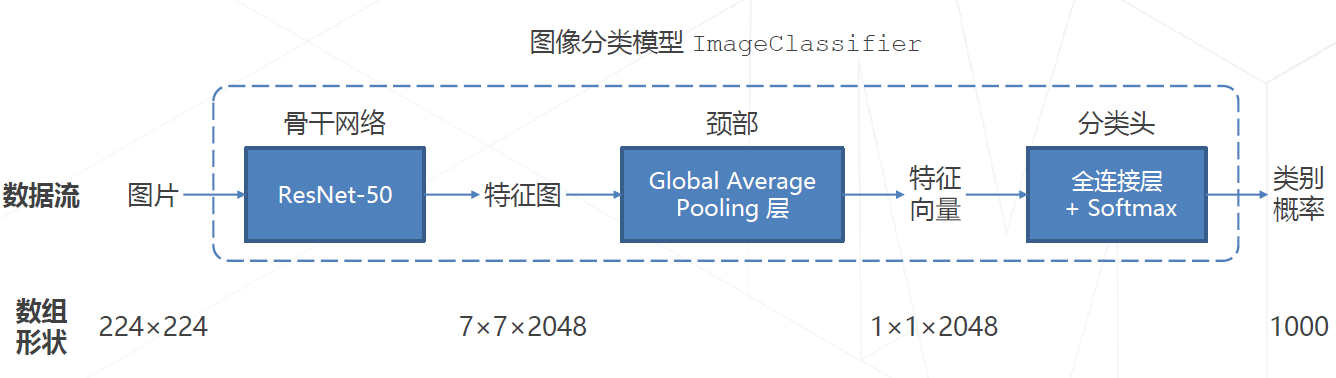 图像分类模型 ImageClassifier
骨干网络
颈部
分类头
数据流
图片
ResNet-50
特征图
Global Average
Pooling 层
特征
向量
全连接层
+ Softmax
类别
概率
数组
形状
224×224
7×7×2048
1×1×2048
1000